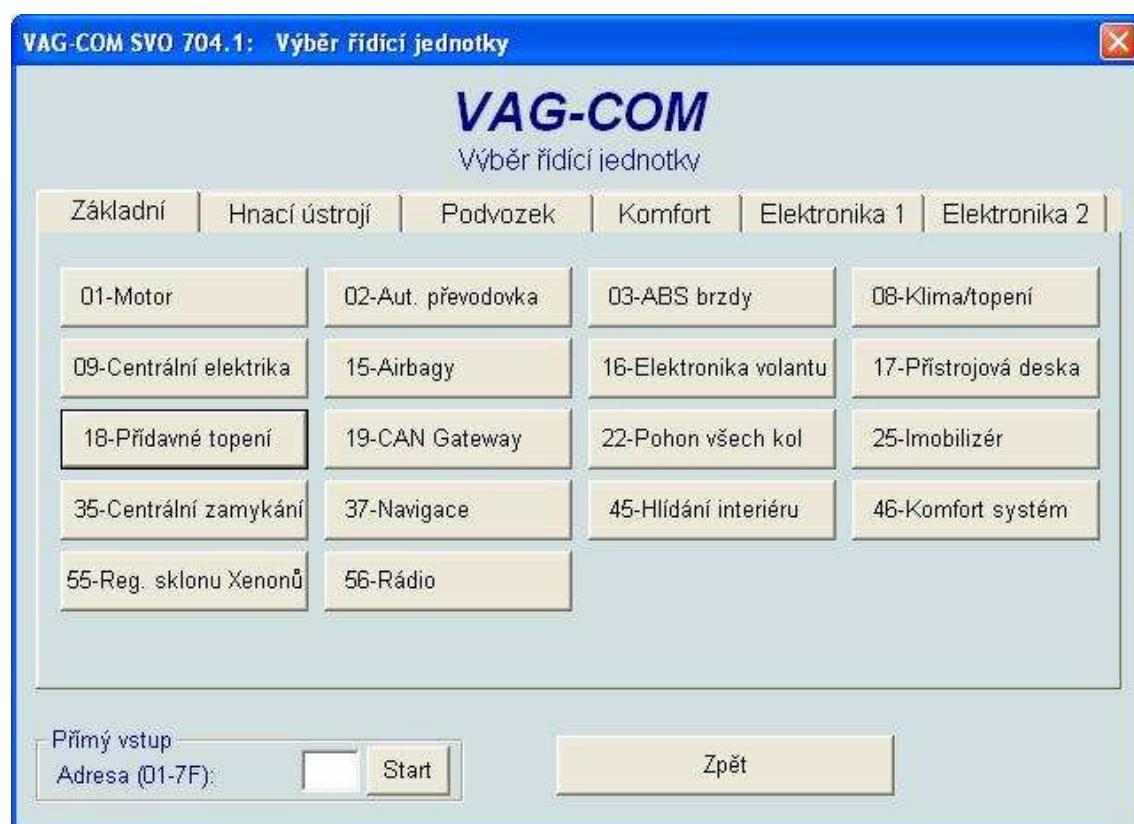 VAG-COM SVO 704.1:   Výběr řídící jednotky
VAG-COM
Výběr řídící jednotky
Základní
Hnací ústrojí
Podvozek
Komfort
Elektronika 1
Elektronika 2
01-Motor
02-Aut. převodovka
03-ABS brzdy
08-Klima/topení
09-Centrální elektrika
15-Airbagy
16-Elektronika volantu
17-Přístrojová deska
18-Přídavné topení
19-CAN Gateway
22-Pohon všech kol
25-Imobilizér
35-Centrální zamykání
37-Navigace
45-Hlídání interiéru
46-Komfort systém
55-Reg. sklonu Xenonů
56-Rádio
Přímý vstup
Adresa (01-7F):
Start
Zpět